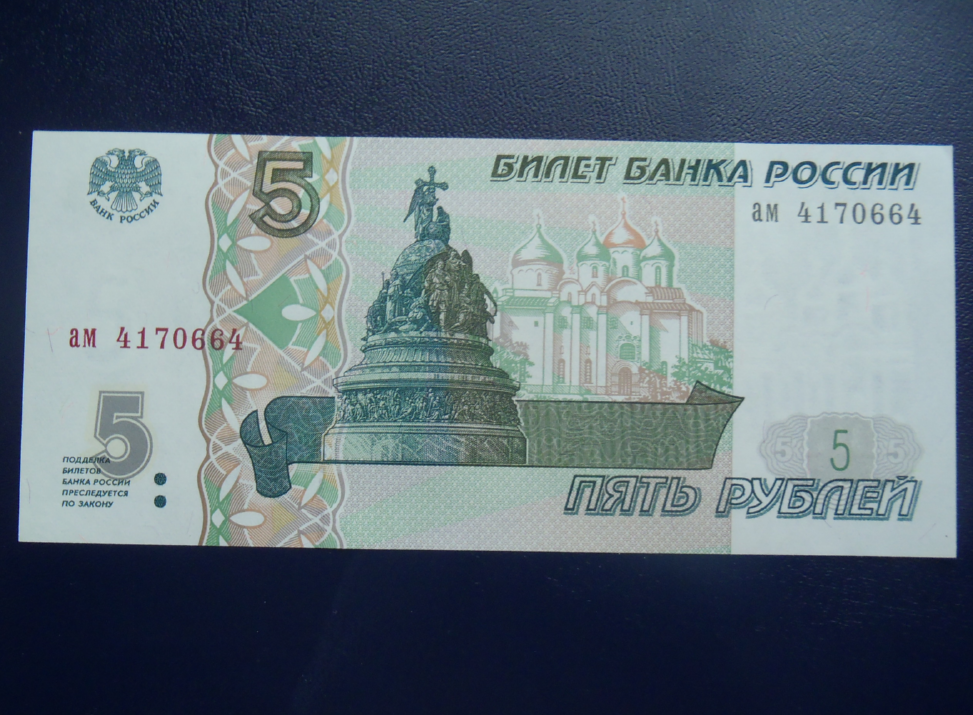 БАНК РОССИИ
5
БИЛЕТ БАНКА РОССИИ
ам 4170664
ам 4170664
5
ПОДДЕЛКА
БИЛЕТОВ
БАНКА РОССИИ
ПРЕСЛЕДУЕТСЯ
ПО ЗАКОНУ
5 5 5
ПЯТЬ РУБЛЕЙ